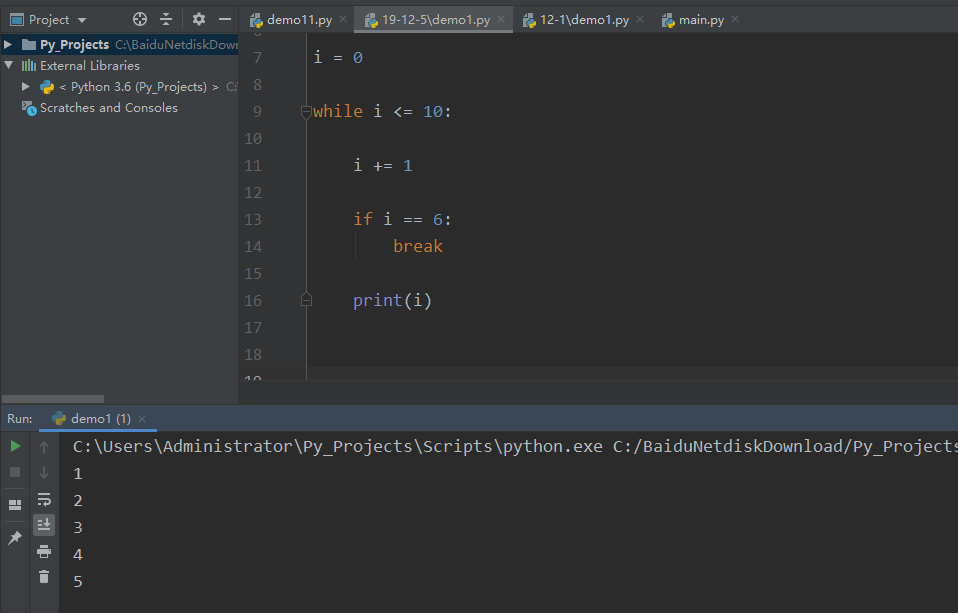 Project
demo11.py
19-12-5\demo1.py
12-1\demo1.py
main.py
Py_Projects C:\BaiduNetdiskDown
External Libraries
< Python 3.6 (Py_Projects) > C:
Scratches and Consoles
7 i = 0
8
9 while i <= 10:
10
11 i += 1
12
13 if i == 6:
14 break
15
16 print(i)
17
18
Run: demo1 (1)
C:\Users\Administrator\Py_Projects\Scripts\python.exe C:/BaiduNetdiskDownload/Py_Projects
1
2
3
4
5